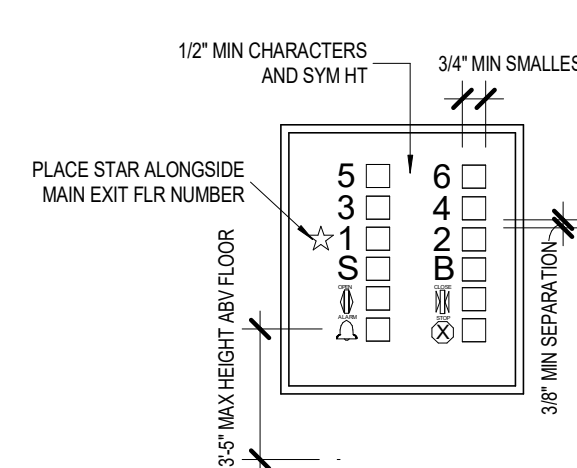 1/2" MIN CHARACTERS
AND SYM HT
3/4" MIN SMALLES
PLACE STAR ALONGSIDE
MAIN EXIT FLR NUMBER
5 6
3 4
1 2
S B
OPEN CLOSE
ALARM STOP
X
3'-5" MAX HEIGHT ABV FLOOR
3/8" MIN SEPARATION